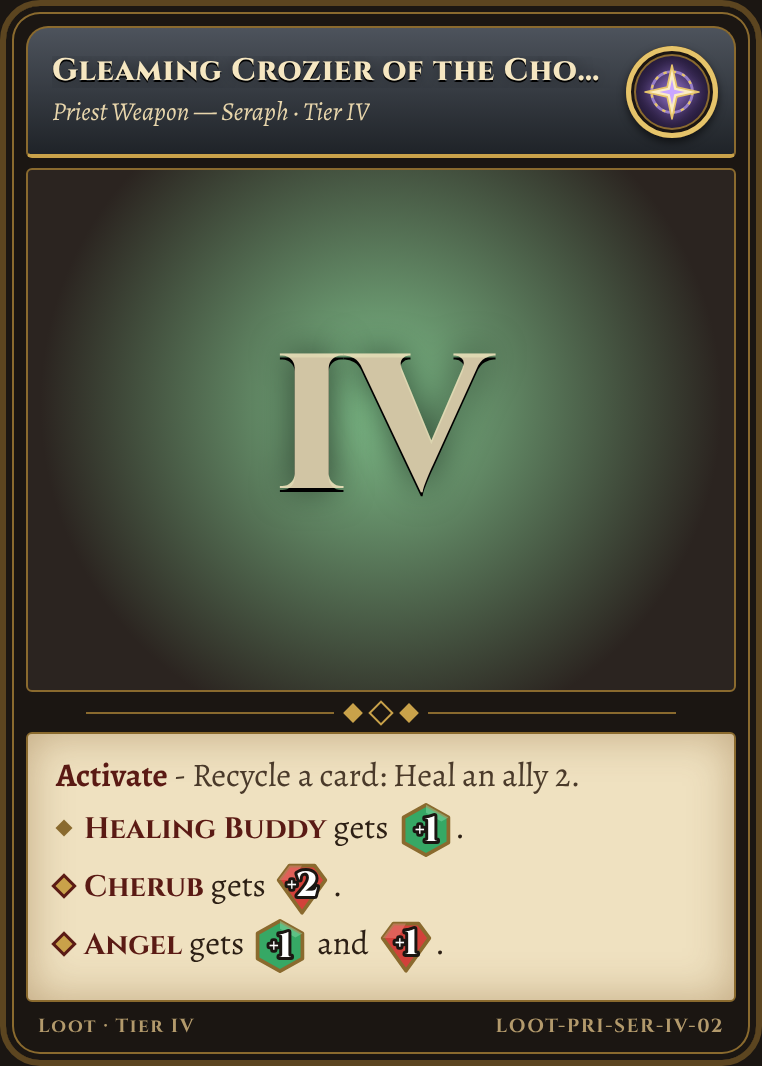 Gleaming Crozier of the Cho...
Priest Weapon — Seraph · Tier IV
IV
Activate - Recycle a card: Heal an ally 2.
Healing Buddy gets +1.
Cherub gets +2.
Angel gets +1 and +1.
Loot · Tier IV
LOOT-PRI-SER-IV-02